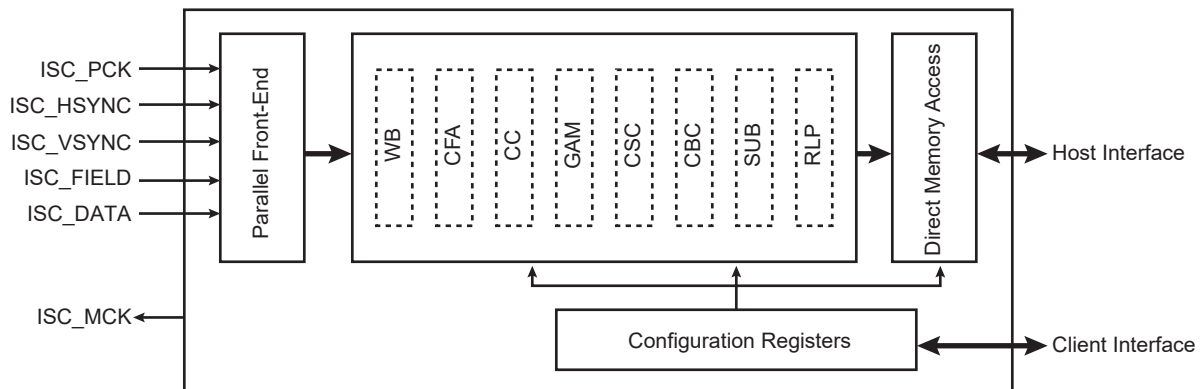 ISC_PCK
ISC_HSYNC
ISC_VSYNC
ISC_FIELD
ISC_DATA
ISC_MCK
Parallel Front-End
WB
CFA
CC
GAM
CSC
CBC
SUB
RLP
Direct Memory Access
Host Interface
Configuration Registers
Client Interface